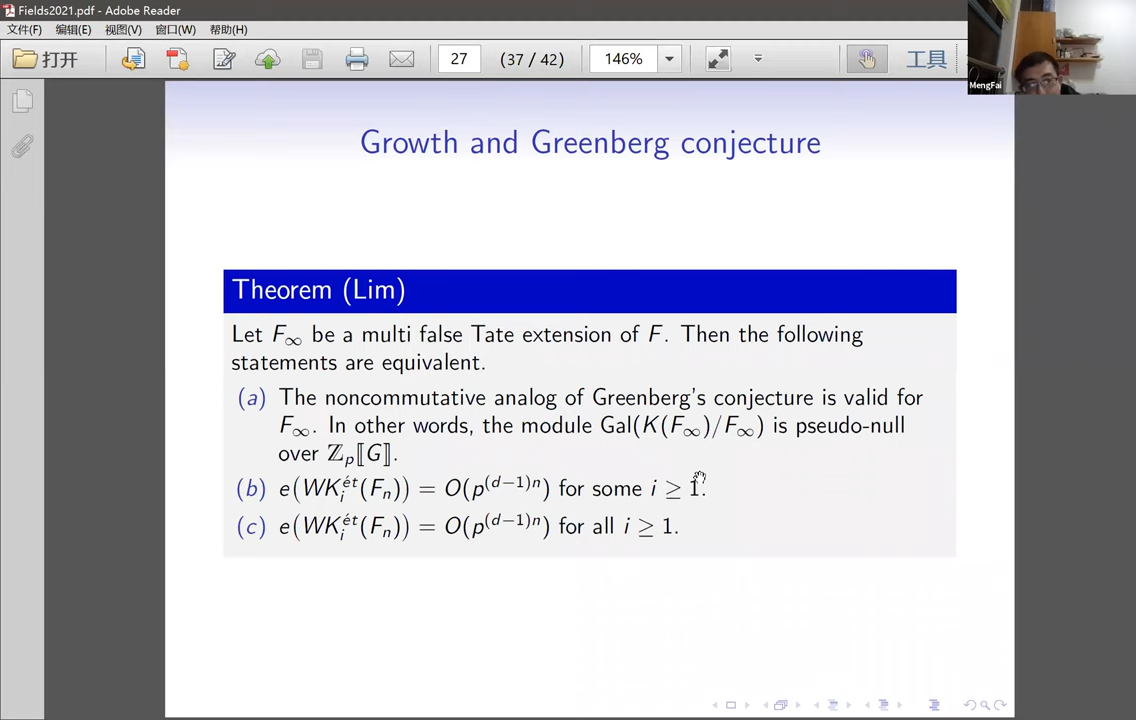 Fields2021.pdf - Adobe Reader
文件(F) 编辑(E) 视图(V) 窗口(W) 帮助(H)
打开 27 (37 / 42) 146% 工具
MengFai
Growth and Greenberg conjecture
Theorem (Lim)
Let F∞ be a multi false Tate extension of F. Then the following
statements are equivalent.
(a) The noncommutative analog of Greenberg's conjecture is valid for
F∞. In other words, the module Gal(K(F∞)/F∞) is pseudo-null
over ℤₚ⟦G⟧.
(b) e(WK_i^{ét}(F_n)) = O(p^{(d−1)n}) for some i ≥ 1.
(c) e(WK_i^{ét}(F_n)) = O(p^{(d−1)n}) for all i ≥ 1.